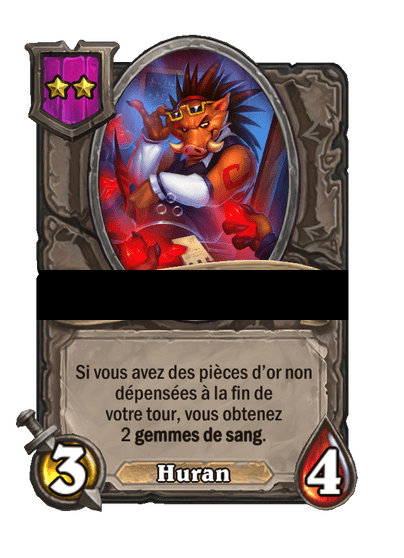 Si vous avez des pièces d’or non
dépensées à la fin de
votre tour, vous obtenez
2 gemmes de sang.
3
Huran
4